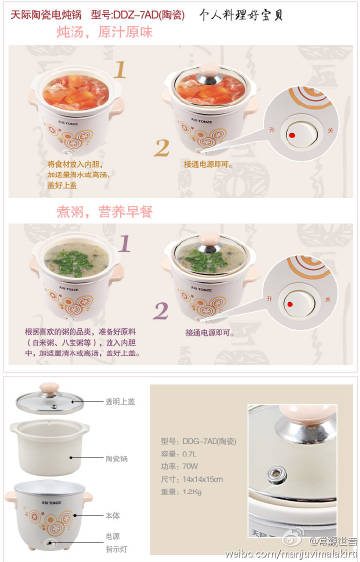 天际陶瓷电炖锅 型号:DDZ-7AD(陶瓷) 个人料理好宝贝
炖汤，原汁原味
1
将食材放入内胆,
加适量清水或高汤,
盖好上盖
2
接通电源即可。
开
关
煮粥，营养早餐
1
根据喜欢的粥的品类，准备好原料
（白米粥、八宝粥等），放入内胆
中，加适量清水或高汤，盖好上盖。
2
接通电源即可。
开
关
透明上盖
陶瓷锅
本体
电源
指示灯
型号: DDG-7AD(陶瓷)
容量: 0.7L
功率: 70W
尺寸: 14x14x15cm
重量: 1.2Kg
天际陶瓷
weibo.com/manjuvimalakirti